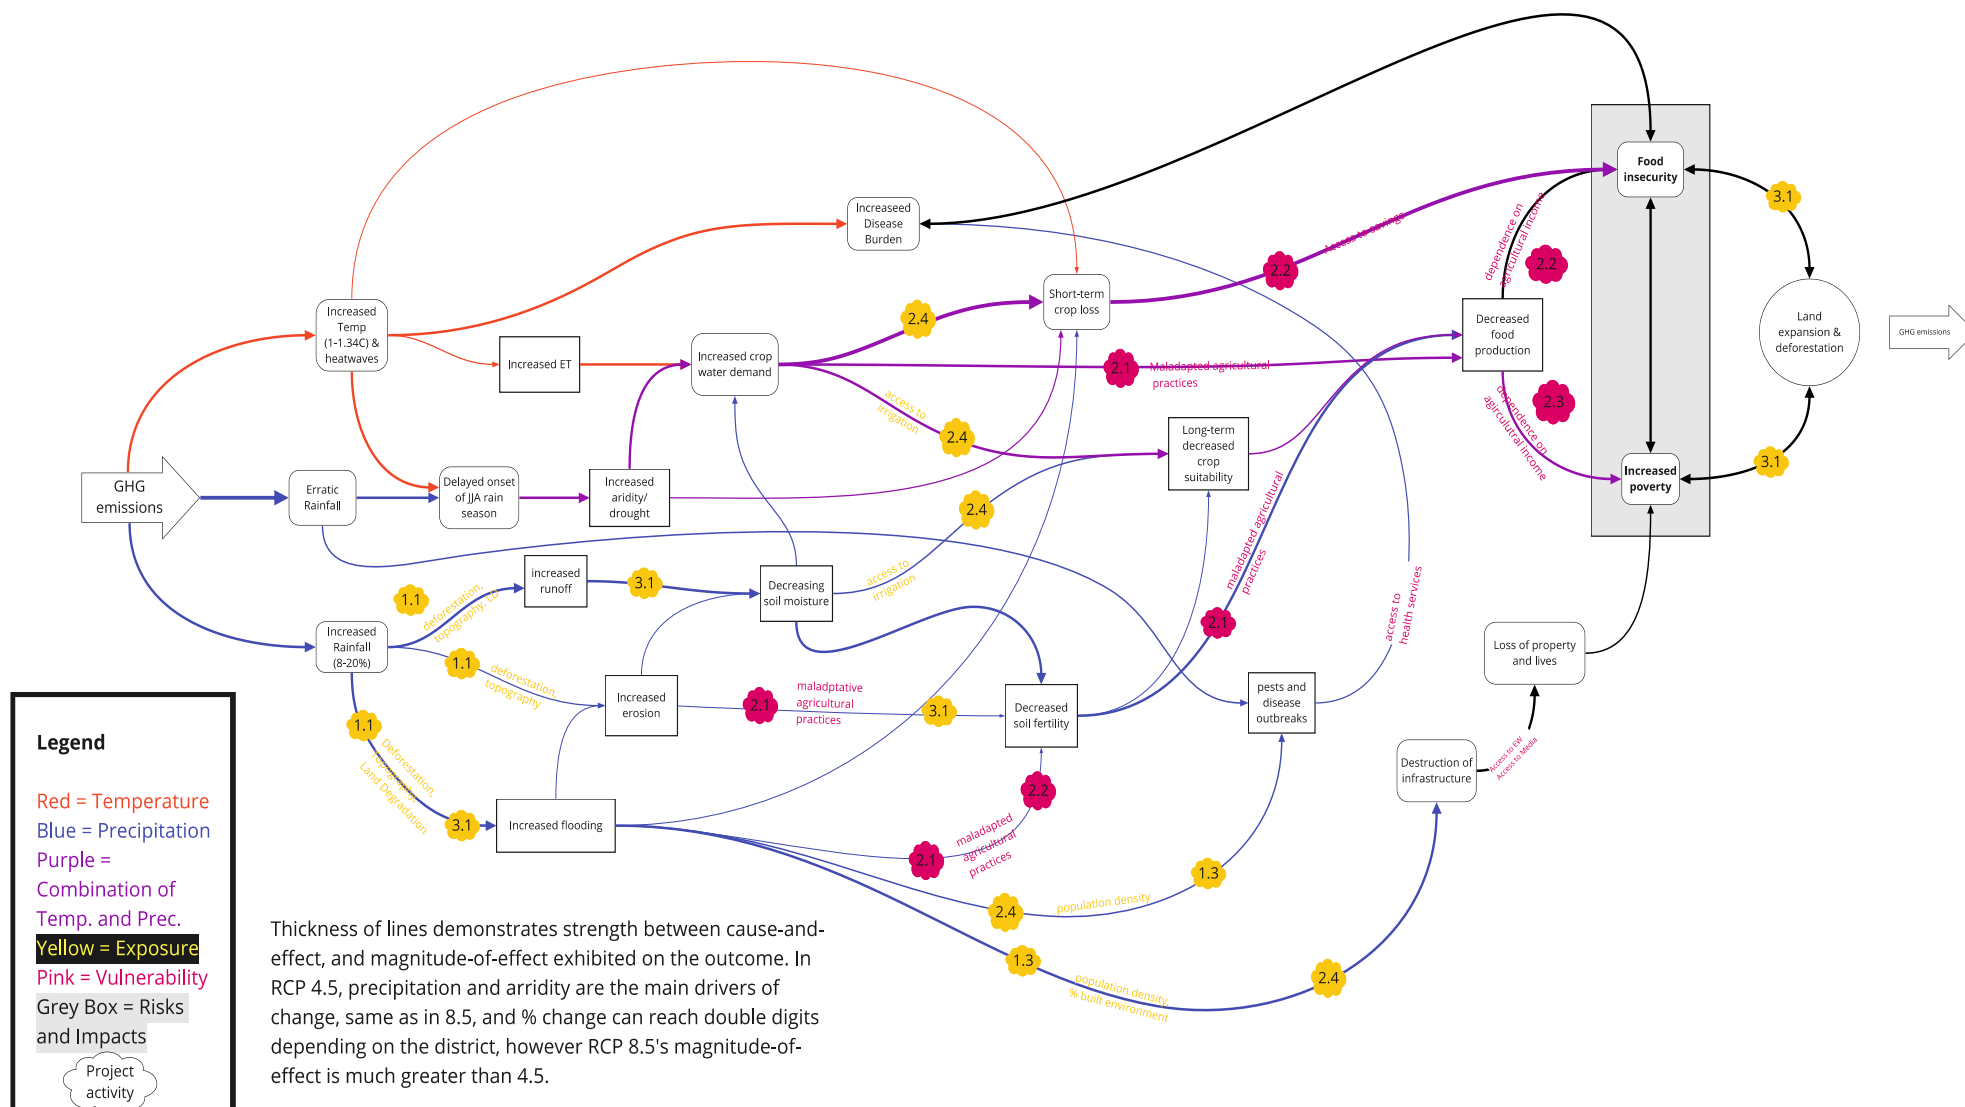 Food
insecurity
3.1
Increaseed
Disease
Burden
Access to savings
2.2
dependence on
agricultural income
2.2
Increased
Temp
(1-1.34C) &
heatwaves
Short-term
crop loss
2.4
Decreased
food
production
Land
expansion &
deforestation
GHG emissions
Increased ET
Increased crop
water demand
2.1
Maladapted agricultural
practices
2.3
dependence on
agirculutral income
access to
irrigation
2.4
Long-term
decreased
crop
suitability
Increased
poverty
3.1
GHG
emissions
Erratic
Rainfall
Delayed onset
of JJA rain
season
Increased
aridity/
drought
2.4
maladapted agricultural
practices
increased
runoff
3.1
Decreasing
soil moisture
access to
irrigation
1.1
deforestation,
topography, LD
2.1
access to
health services
Increased
Rainfall
(8-20%)
1.1
deforestation,
topography
Loss of property
and lives
Increased
erosion
2.1
maladptative
agricultural
practices
3.1
Decreased
soil fertility
pests and
disease
outbreaks
1.1
Deforestation,
Topography,
Land Degradation
Access to EW
Access to Media
Destruction of
infrastructure
2.2
3.1
Increased flooding
2.1
maladapted
agricultural
practices
1.3
2.4
population density
1.3
population density,
% built environment
2.4
Legend
Red = Temperature
Blue = Precipitation
Purple =
Combination of
Temp. and Prec.
Yellow = Exposure
Pink = Vulnerability
Grey Box = Risks
and Impacts
Project
activity
Thickness of lines demonstrates strength between cause-and-
effect, and magnitude-of-effect exhibited on the outcome. In
RCP 4.5, precipitation and arridity are the main drivers of
change, same as in 8.5, and % change can reach double digits
depending on the district, however RCP 8.5's magnitude-of-
effect is much greater than 4.5.